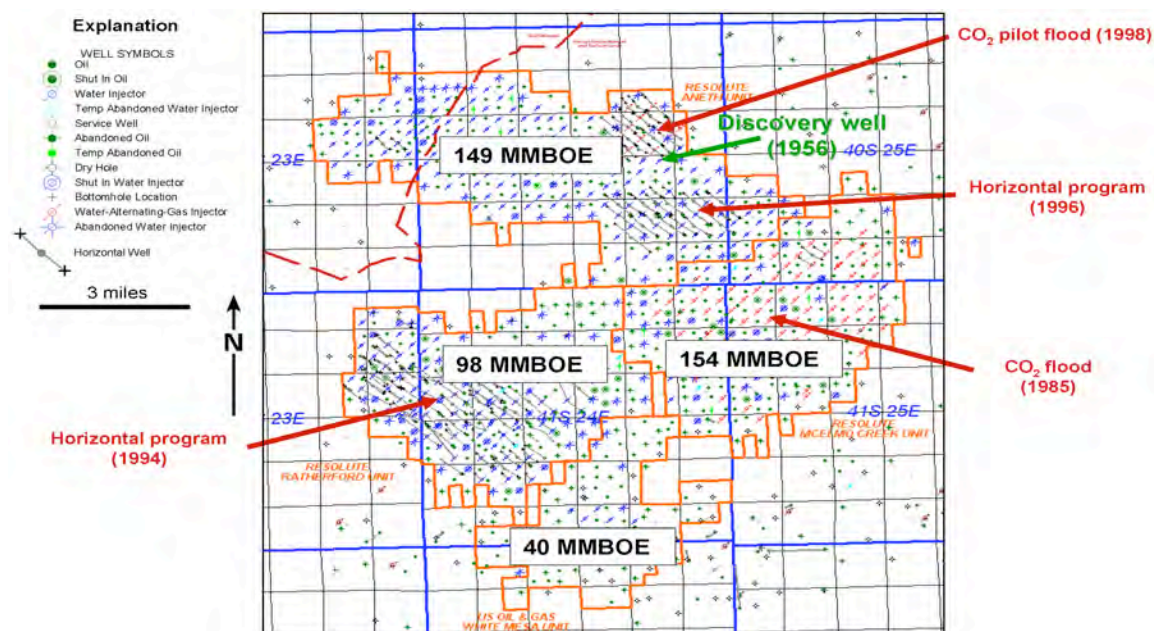 Explanation
WELL SYMBOLS
Oil
Shut In Oil
Water Injector
Temp Abandoned Water Injector
Service Well
Abandoned Oil
Temp Abandoned Oil
Dry Hole
Shut In Water Injector
Bottomhole Location
Water-Alternating-Gas Injector
Abandoned Water Injector
Horizontal Well
3 miles
N
CO₂ pilot flood (1998)
RESOLUTE
ANETH UNIT
Discovery well
(1956)
40S 25E
23E
149 MMBOE
Horizontal program
(1996)
98 MMBOE
154 MMBOE
CO₂ flood
(1985)
23E
41S 24E
41S 25E
RESOLUTE
MCELMO CREEK UNIT
Horizontal program
(1994)
RESOLUTE
RATHERFORD UNIT
40 MMBOE
US OIL & GAS
WHITE MESA UNIT